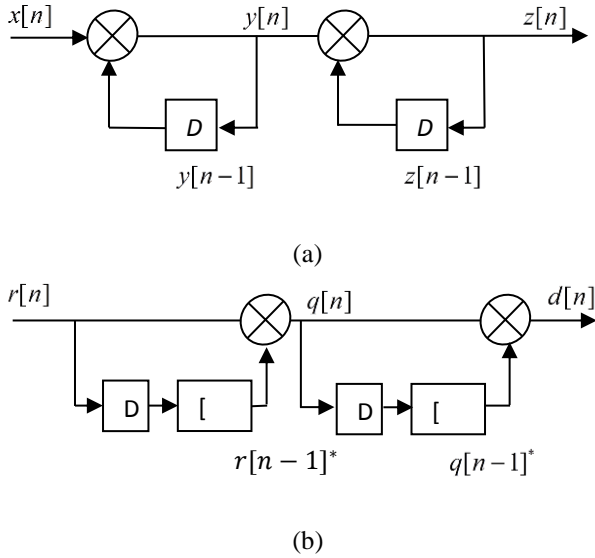 x[n] y[n] z[n]
D D
y[n−1] z[n−1]
(a)
r[n] q[n] d[n]
D [ D [
r[n − 1]* q[n−1]*
(b)